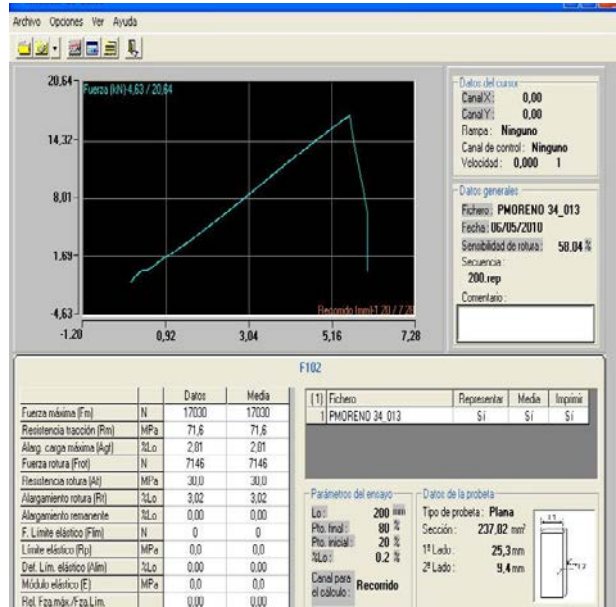 Archivo Opciones Ver Ayuda
20,64
Fuerza (kN)-4,63 / 20,64
14,32
8,01
1,69
-4,63
Recorrido (mm)-1,20 / 7,28
-1,20 0,92 3,04 5,16 7,28
Datos del cursor
Canal X: 0,00
Canal Y: 0,00
Rampa: Ninguno
Canal de control: Ninguno
Velocidad: 0,000 1
Datos generales
Fichero: PMORENO 34_013
Fecha: 06/05/2010
Sensibilidad de rotura: 58.04 %
Secuencia:
200.rep
Comentario:
F102
Datos Media
Fuerza máxima (Fm) N 17030 17030
Resistencia tracción (Rm) MPa 71,6 71,6
Alarg. carga máxima (Agt) %Lo 2,81 2,81
Fuerza rotura (Frot) N 7146 7146
Resistencia rotura (At) MPa 30,0 30,0
Alargamiento rotura (Rt) %Lo 3,02 3,02
Alargamiento remanente %Lo 0,00 0,00
F. Límite elástico (Flim) N 0 0
Límite elástico (Rp) MPa 0,0 0,0
Def. Lím. elástico (Alim) %Lo 0,00 0,00
Módulo elástico (E) MPa 0,0 0,0
Rel. Fza.máx./Fza.Lím. 0,00 0,00
(1) Fichero Representar Media Imprimir
1 PMORENO 34_013 Sí Sí Sí
Parámetros del ensayo
Lo: 200 mm
Pto. final: 80 %
Pto. inicial: 20 %
%Lo: 0.2 %
Canal para el cálculo: Recorrido
Datos de la probeta
Tipo de probeta: Plana
Sección: 237,82 mm²
1º Lado: 25,3 mm
2º Lado: 9,4 mm